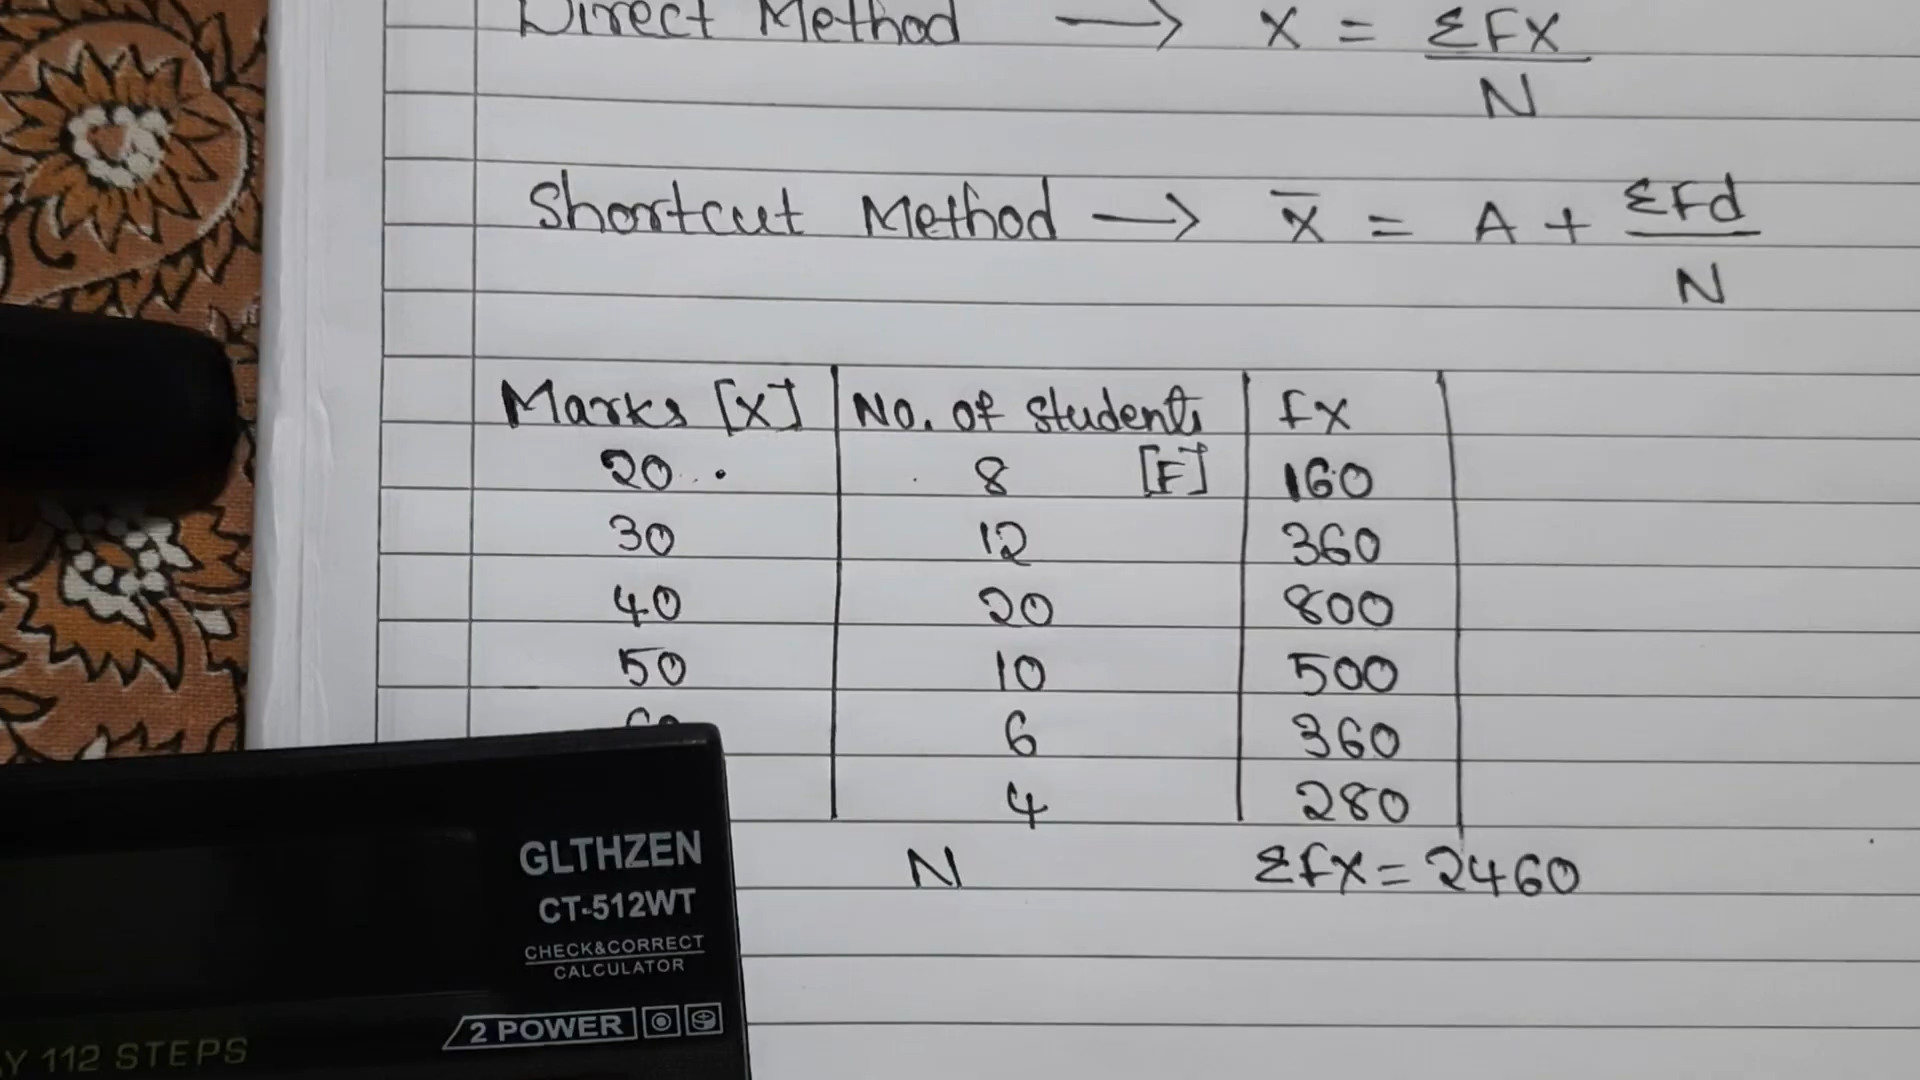 Direct Method → X = ΣFX / N
Shortcut Method → X̄ = A + ΣFd / N
Marks [X] No. of students [F] FX
20 8 160
30 12 360
40 20 800
50 10 500
6 360
4 280
N ΣFX = 2460
GLTHZEN
CT-512WT
CHECK&CORRECT
CALCULATOR
2 POWER
112 STEPS